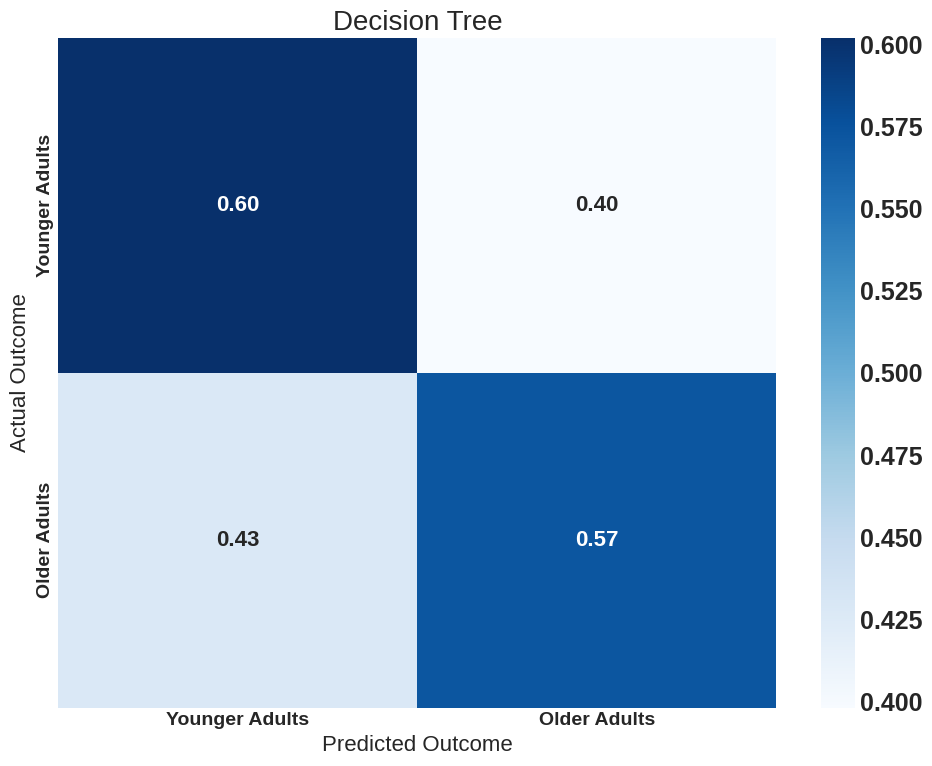 Decision Tree
Actual Outcome
Younger Adults
0.60
0.40
Older Adults
0.43
0.57
Younger Adults
Older Adults
Predicted Outcome
0.600
0.575
0.550
0.525
0.500
0.475
0.450
0.425
0.400